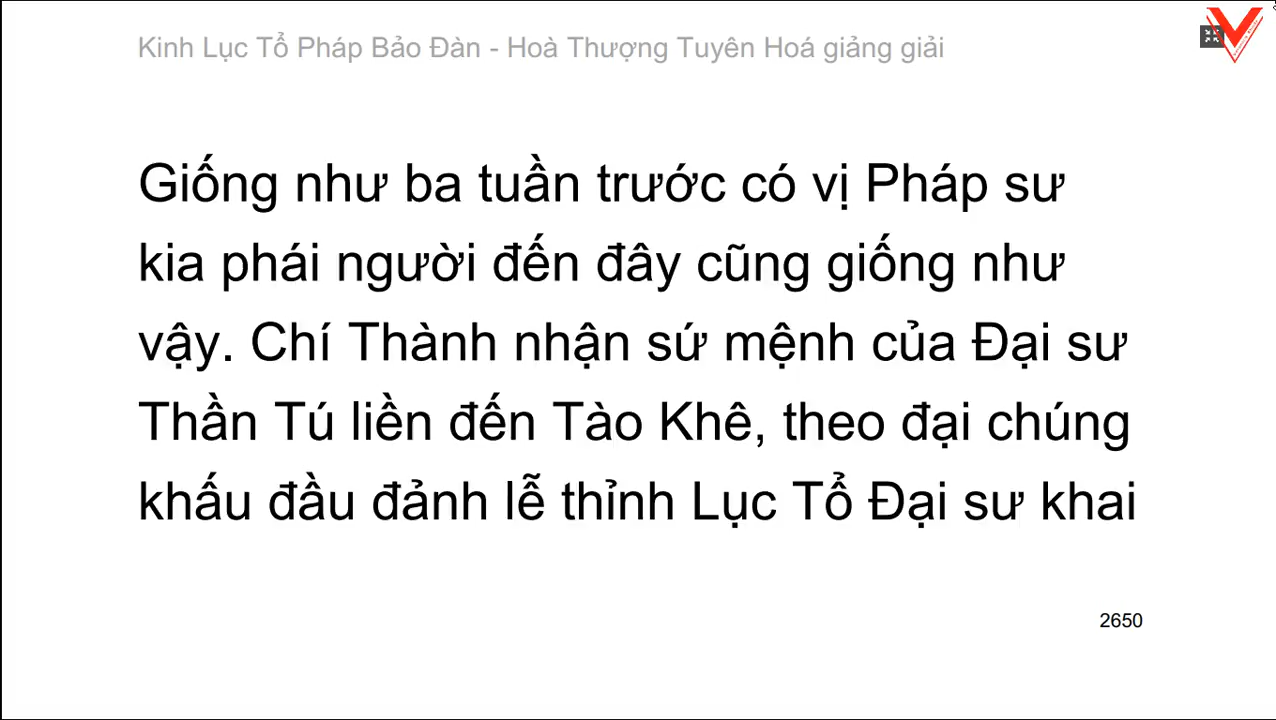 Kinh Lục Tổ Pháp Bảo Đàn - Hoà Thượng Tuyên Hoá giảng giải
Giống như ba tuần trước có vị Pháp sư
kia phái người đến đây cũng giống như
vậy. Chí Thành nhận sứ mệnh của Đại sư
Thần Tú liền đến Tào Khê, theo đại chúng
khấu đầu đảnh lễ thỉnh Lục Tổ Đại sư khai
2650